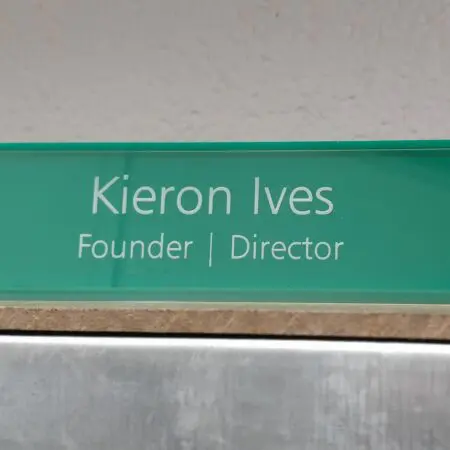 Kieron Ives
Founder | Director